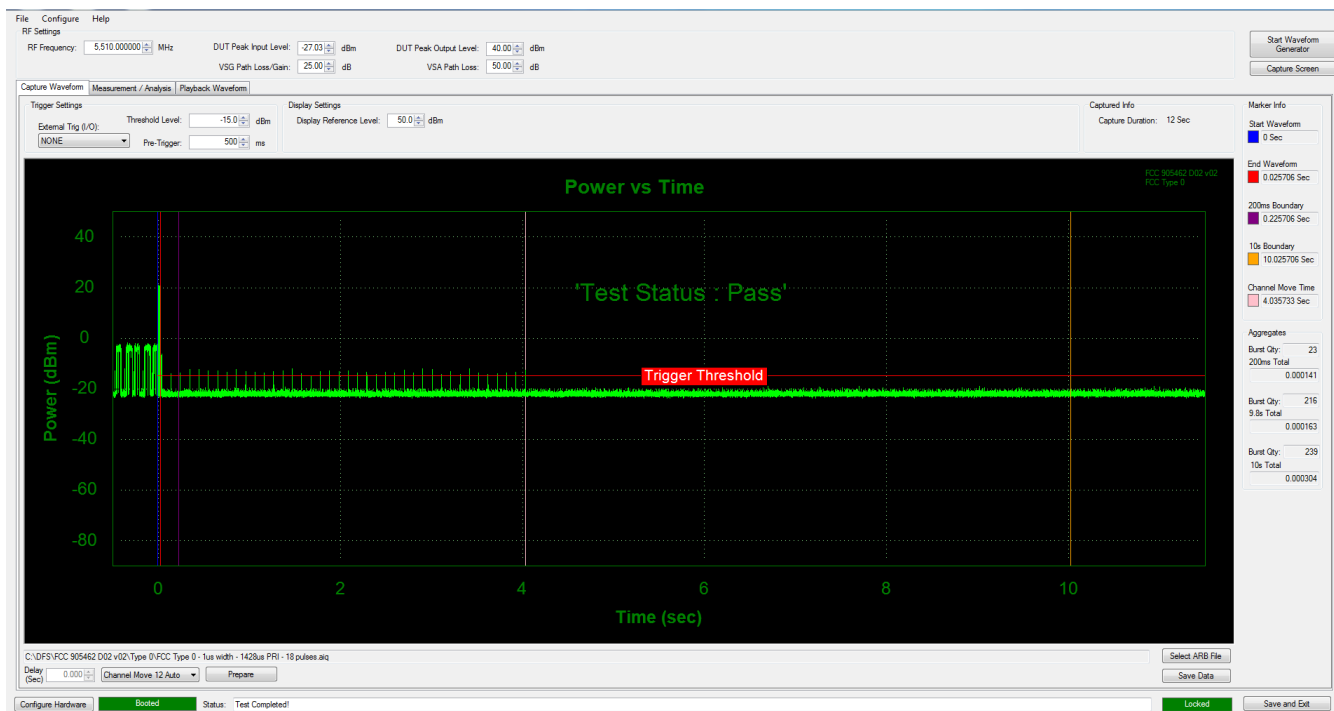 File Configure Help
RF Settings
RF Frequency: 5,510.000000 MHz DUT Peak Input Level: -27.03 dBm DUT Peak Output Level: 40.00 dBm
VSG Path Loss/Gain: 25.00 dB VSA Path Loss: 50.00 dB
Start Waveform Generator
Capture Screen
Capture Waveform Measurement / Analysis Playback Waveform
Trigger Settings
External Trig (I/O):
NONE
Threshold Level: -15.0 dBm
Pre-Trigger: 500 ms
Display Settings
Display Reference Level: 50.0 dBm
Captured Info
Capture Duration: 12 Sec
Power vs Time
FCC 905462 D02 v02
FCC Type 0
'Test Status : Pass'
Trigger Threshold
Power (dBm)
40
20
0
-20
-40
-60
-80
0 2 4 6 8 10
Time (sec)
Marker Info
Start Waveform
0 Sec
End Waveform
0.025706 Sec
200ms Boundary
0.225706 Sec
10s Boundary
10.025706 Sec
Channel Move Time
4.035733 Sec
Aggregates
Burst Qty: 23
200ms Total
0.000141
Burst Qty: 216
9.8s Total
0.000163
Burst Qty: 239
10s Total
0.000304
C:\DFS\FCC 905462 D02 v02\Type 0\FCC Type 0 - 1us width - 1428us PRI - 18 pulses.aiq
Select ARB File
Delay (Sec) 0.000 Channel Move 12 Auto Prepare
Save Data
Configure Hardware Booted Status: Test Completed! Locked Save and Exit